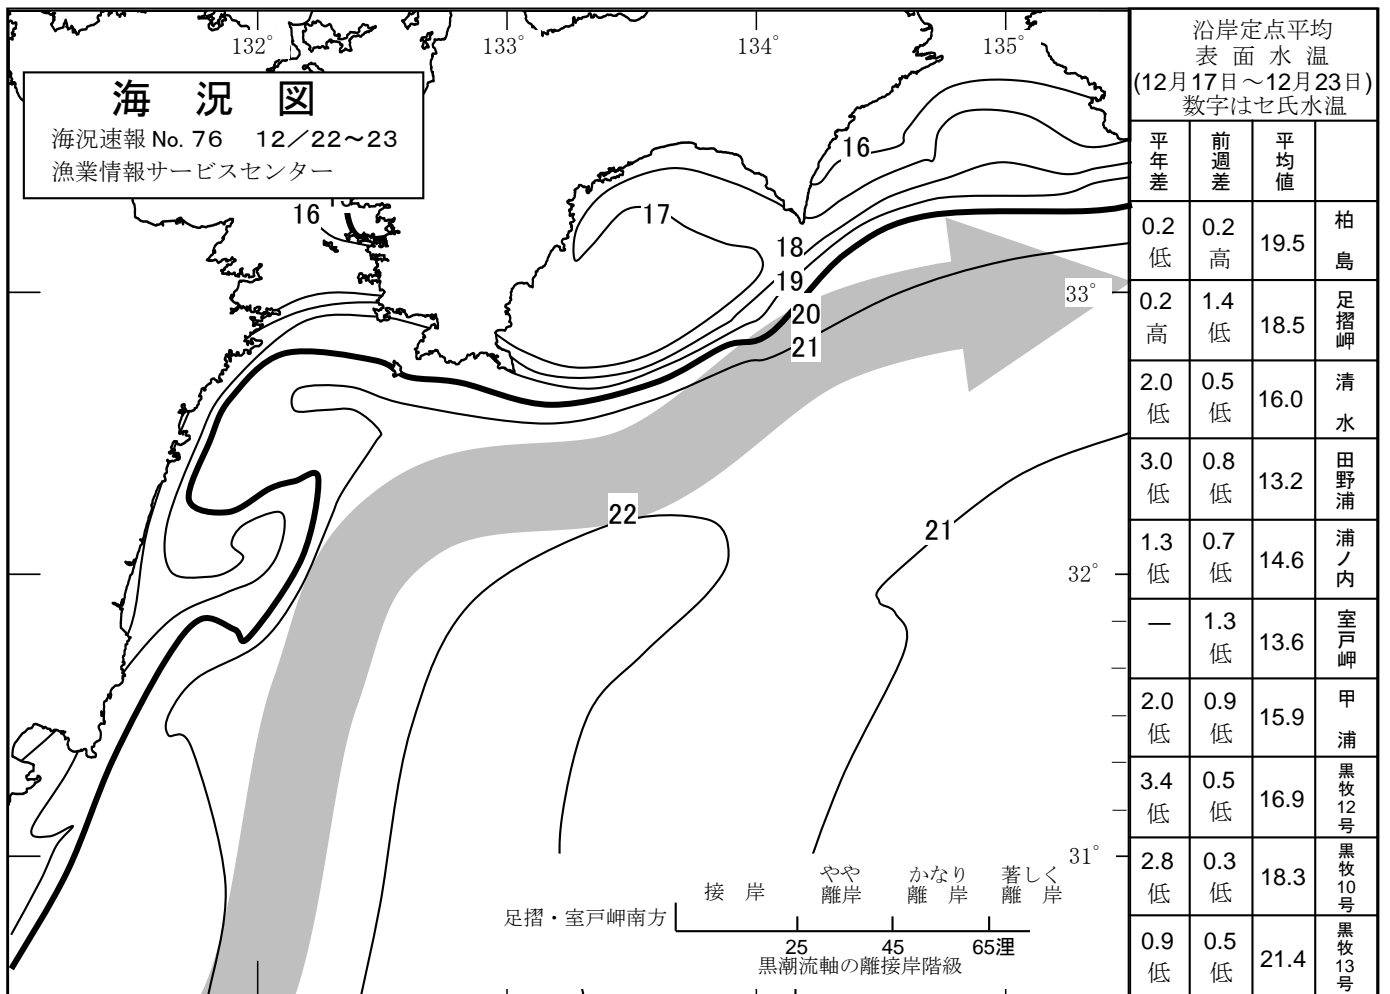 132°
133°
134°
135°
海 況 図
海況速報 No. 76 12／22～23
漁業情報サービスセンター
16
16
17
18
19
20
21
22
21
33°
32°
31°
接 岸
やや
離岸
かなり
離 岸
著しく
離 岸
足摺・室戸岬南方
25
45
65浬
黒潮流軸の離接岸階級
沿岸定点平均
表 面 水 温
(12月17日～12月23日)
数字はセ氏水温
平年差 前週差 平均値
0.2低 0.2高 19.5 柏島
0.2高 1.4低 18.5 足摺岬
2.0低 0.5低 16.0 清水
3.0低 0.8低 13.2 田野浦
1.3低 0.7低 14.6 浦ノ内
— 1.3低 13.6 室戸岬
2.0低 0.9低 15.9 甲浦
3.4低 0.5低 16.9 黒牧12号
2.8低 0.3低 18.3 黒牧10号
0.9低 0.5低 21.4 黒牧13号